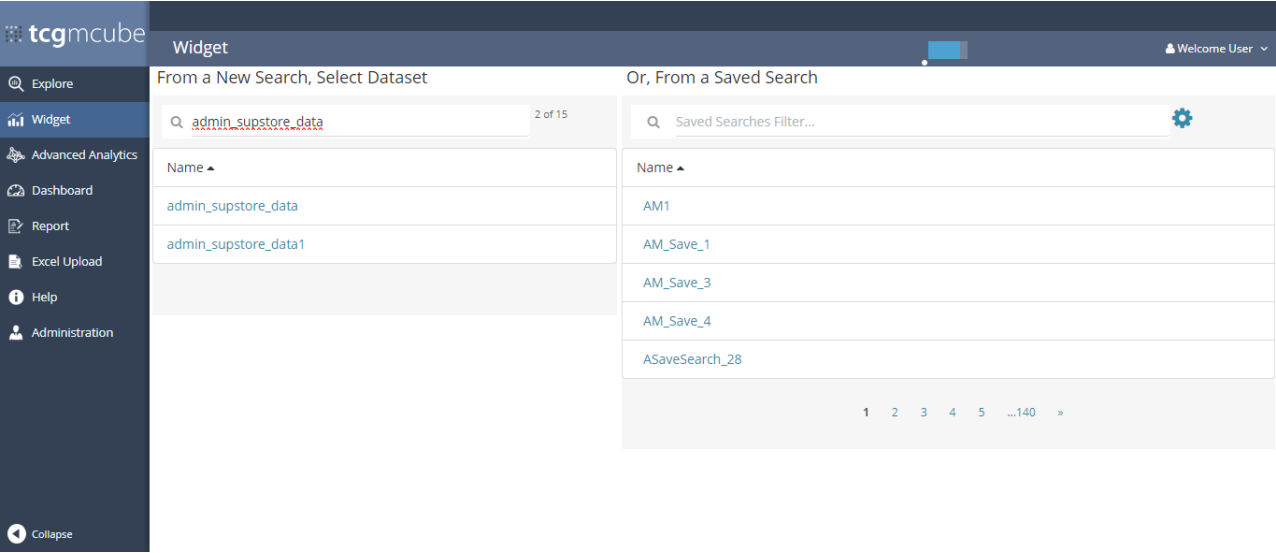 tcgmcube
Widget
Welcome User
Explore
Widget
Advanced Analytics
Dashboard
Report
Excel Upload
Help
Administration
Collapse
From a New Search, Select Dataset
admin_supstore_data
2 of 15
Name
admin_supstore_data
admin_supstore_data1
Or, From a Saved Search
Saved Searches Filter...
Name
AM1
AM_Save_1
AM_Save_3
AM_Save_4
ASaveSearch_28
1 2 3 4 5 ...140 »